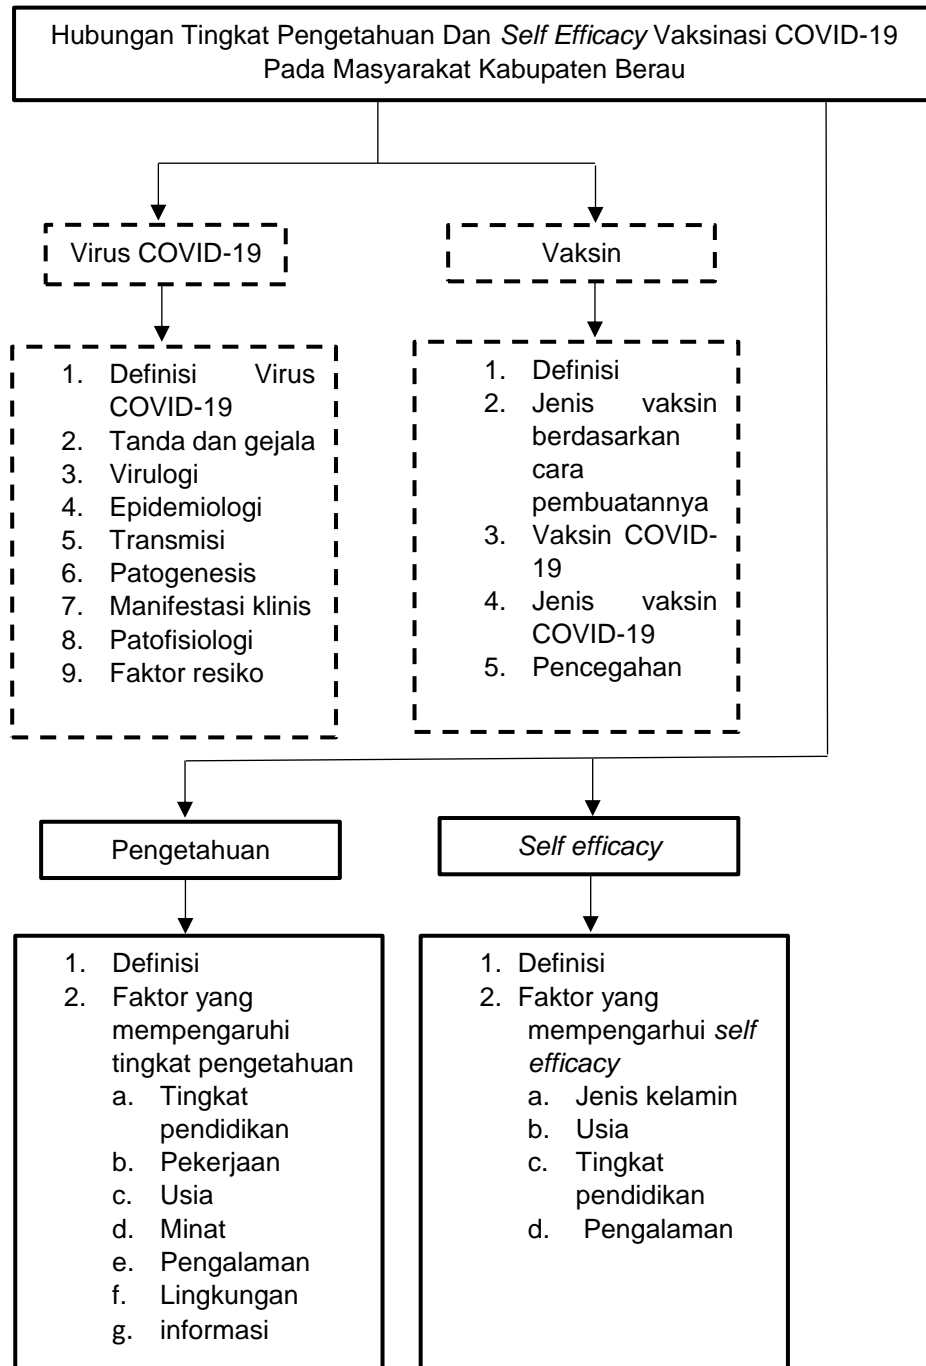 Hubungan Tingkat Pengetahuan Dan Self Efficacy Vaksinasi COVID-19
Pada Masyarakat Kabupaten Berau
Virus COVID-19
Vaksin
1. Definisi Virus
COVID-19
2. Tanda dan gejala
3. Virulogi
4. Epidemiologi
5. Transmisi
6. Patogenesis
7. Manifestasi klinis
8. Patofisiologi
9. Faktor resiko
1. Definisi
2. Jenis vaksin
berdasarkan
cara
pembuatannya
3. Vaksin COVID-
19
4. Jenis vaksin
COVID-19
5. Pencegahan
Pengetahuan
Self efficacy
1. Definisi
2. Faktor yang
mempengaruhi
tingkat pengetahuan
a. Tingkat
pendidikan
b. Pekerjaan
c. Usia
d. Minat
e. Pengalaman
f. Lingkungan
g. informasi
1. Definisi
2. Faktor yang
mempengarhui self
efficacy
a. Jenis kelamin
b. Usia
c. Tingkat
pendidikan
d. Pengalaman